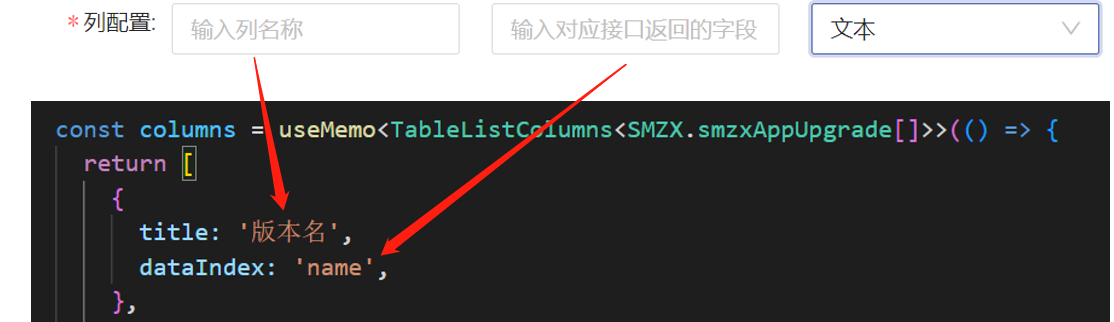 *列配置: 输入列名称 输入对应接口返回的字段 文本
const columns = useMemo<TableListColumns<SMZX.smzxAppUpgrade[]>>(() => {
return [
{
title: '版本名',
dataIndex: 'name',
},